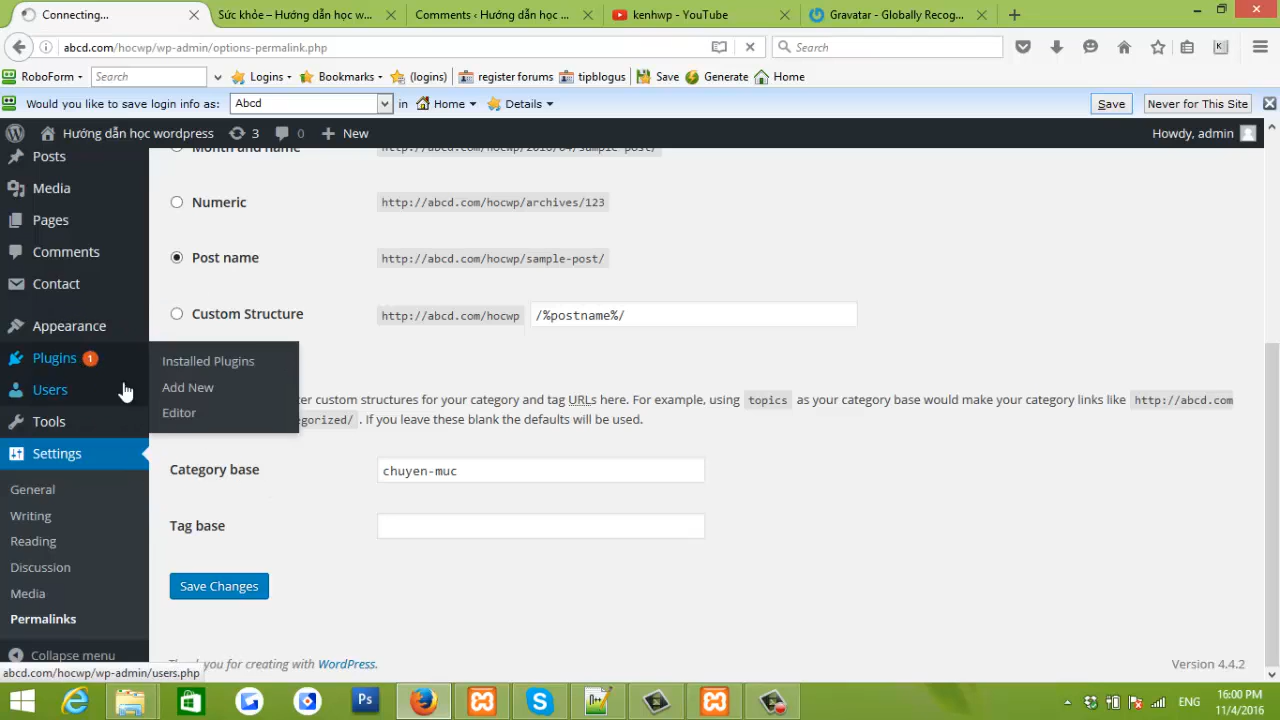 Connecting...
Sức khỏe – Hướng dẫn học w...
Comments ‹ Hướng dẫn học ...
kenhwp - YouTube
Gravatar - Globally Recog...
abcd.com/hocwp/wp-admin/options-permalink.php
Search
RoboForm
Search
Logins
Bookmarks
(logins)
register forums
tipblogus
Save
Generate
Home
Would you like to save login info as:
Abcd
in
Home
Details
Save
Never for This Site
Hướng dẫn học wordpress
3
0
New
Howdy, admin
Posts
Media
Pages
Comments
Contact
Appearance
Plugins 1
Users
Tools
Settings
General
Writing
Reading
Discussion
Media
Permalinks
Collapse menu
Installed Plugins
Add New
Editor
Month and name
http://abcd.com/hocwp/2016/04/sample-post/
Numeric
http://abcd.com/hocwp/archives/123
Post name
http://abcd.com/hocwp/sample-post/
Custom Structure
http://abcd.com/hocwp
/%postname%/
ter custom structures for your category and tag URLs here. For example, using topics as your category base would make your category links like http://abcd.com
egorized/ . If you leave these blank the defaults will be used.
Category base
chuyen-muc
Tag base
Save Changes
Thank you for creating with WordPress.
Version 4.4.2
abcd.com/hocwp/wp-admin/users.php
ENG
16:00 PM
11/4/2016